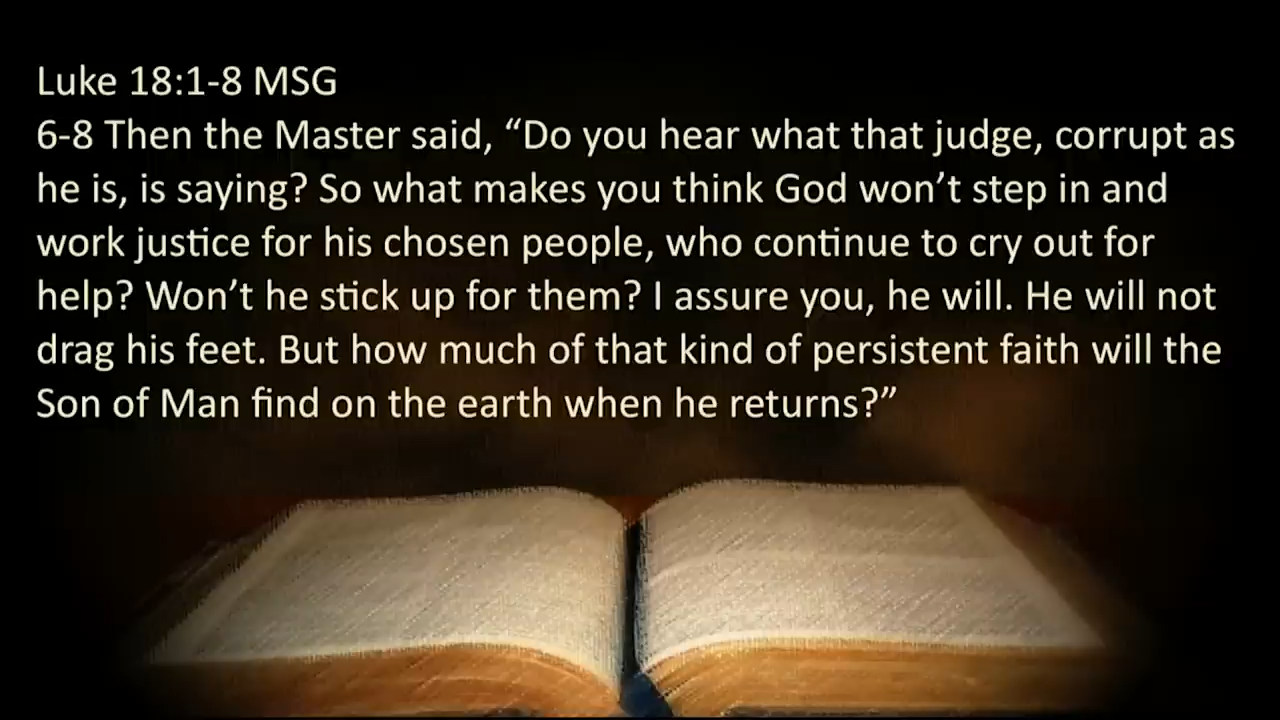 Luke 18:1-8 MSG
6-8 Then the Master said, “Do you hear what that judge, corrupt as
he is, is saying? So what makes you think God won’t step in and
work justice for his chosen people, who continue to cry out for
help? Won’t he stick up for them? I assure you, he will. He will not
drag his feet. But how much of that kind of persistent faith will the
Son of Man find on the earth when he returns?”